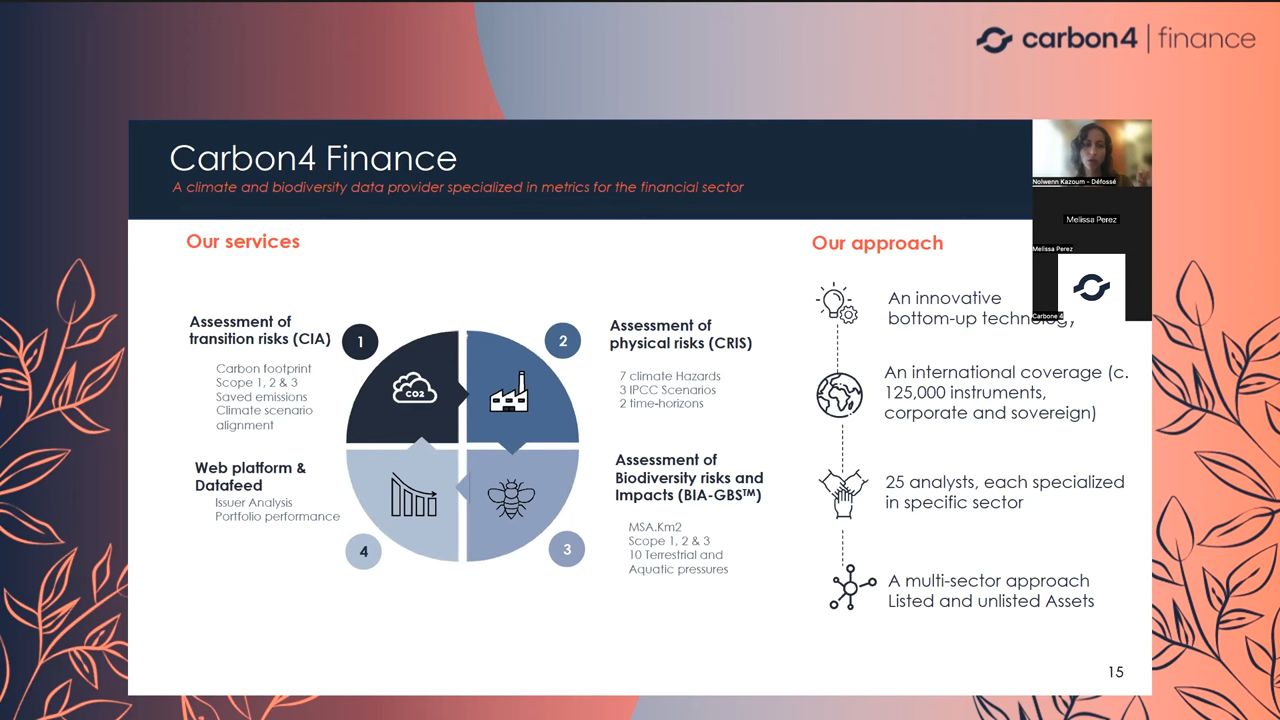 carbon4 | finance
Carbon4 Finance
A climate and biodiversity data provider specialized in metrics for the financial sector
Nolwenn Kazoum - Défossé
Melissa Perez
Melissa Perez
Carbone 4
Our services
Assessment of
transition risks (CIA)
1
Carbon footprint
Scope 1, 2 & 3
Saved emissions
Climate scenario
alignment
CO2
2
Assessment of
physical risks (CRIS)
7 climate Hazards
3 IPCC Scenarios
2 time-horizons
Web platform &
Datafeed
Issuer Analysis
Portfolio performance
4
3
Assessment of
Biodiversity risks and
Impacts (BIA-GBS™)
MSA.Km2
Scope 1, 2 & 3
10 Terrestrial and
Aquatic pressures
Our approach
An innovative
bottom-up technology
An international coverage (c.
125,000 instruments,
corporate and sovereign)
25 analysts, each specialized
in specific sector
A multi-sector approach
Listed and unlisted Assets
15